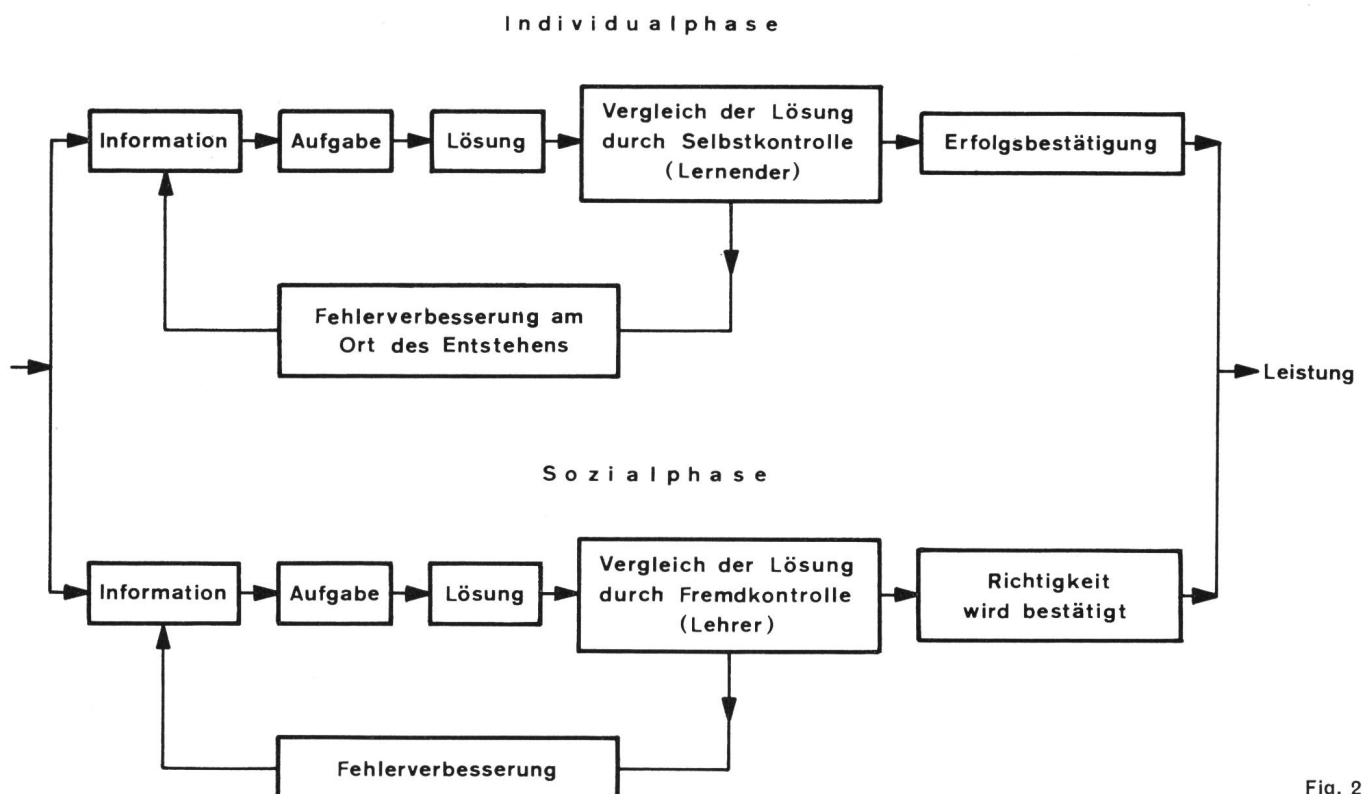 Individualphase
Information
Aufgabe
Lösung
Vergleich der Lösung
durch Selbstkontrolle
(Lernender)
Erfolgsbestätigung
Fehlerverbesserung am
Ort des Entstehens
Leistung
Sozialphase
Information
Aufgabe
Lösung
Vergleich der Lösung
durch Fremdkontrolle
(Lehrer)
Richtigkeit
wird bestätigt
Fehlerverbesserung
Fig. 2